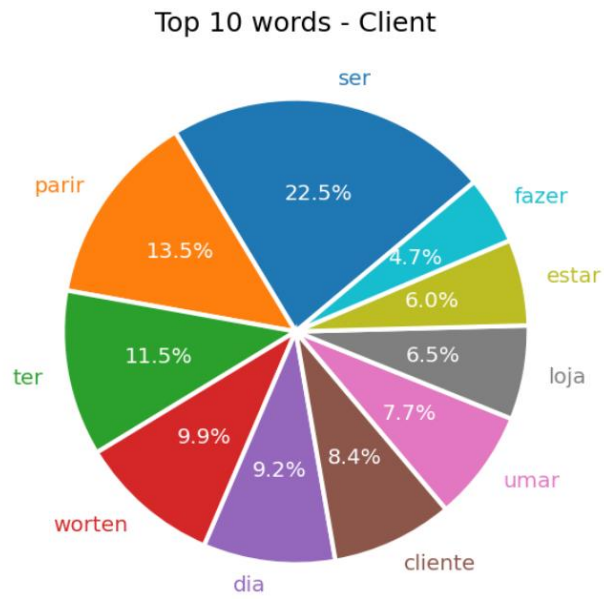 Top 10 words - Client
ser
22.5%
parir
13.5%
ter
11.5%
worten
9.9%
dia
9.2%
cliente
8.4%
umar
7.7%
loja
6.5%
estar
6.0%
fazer
4.7%